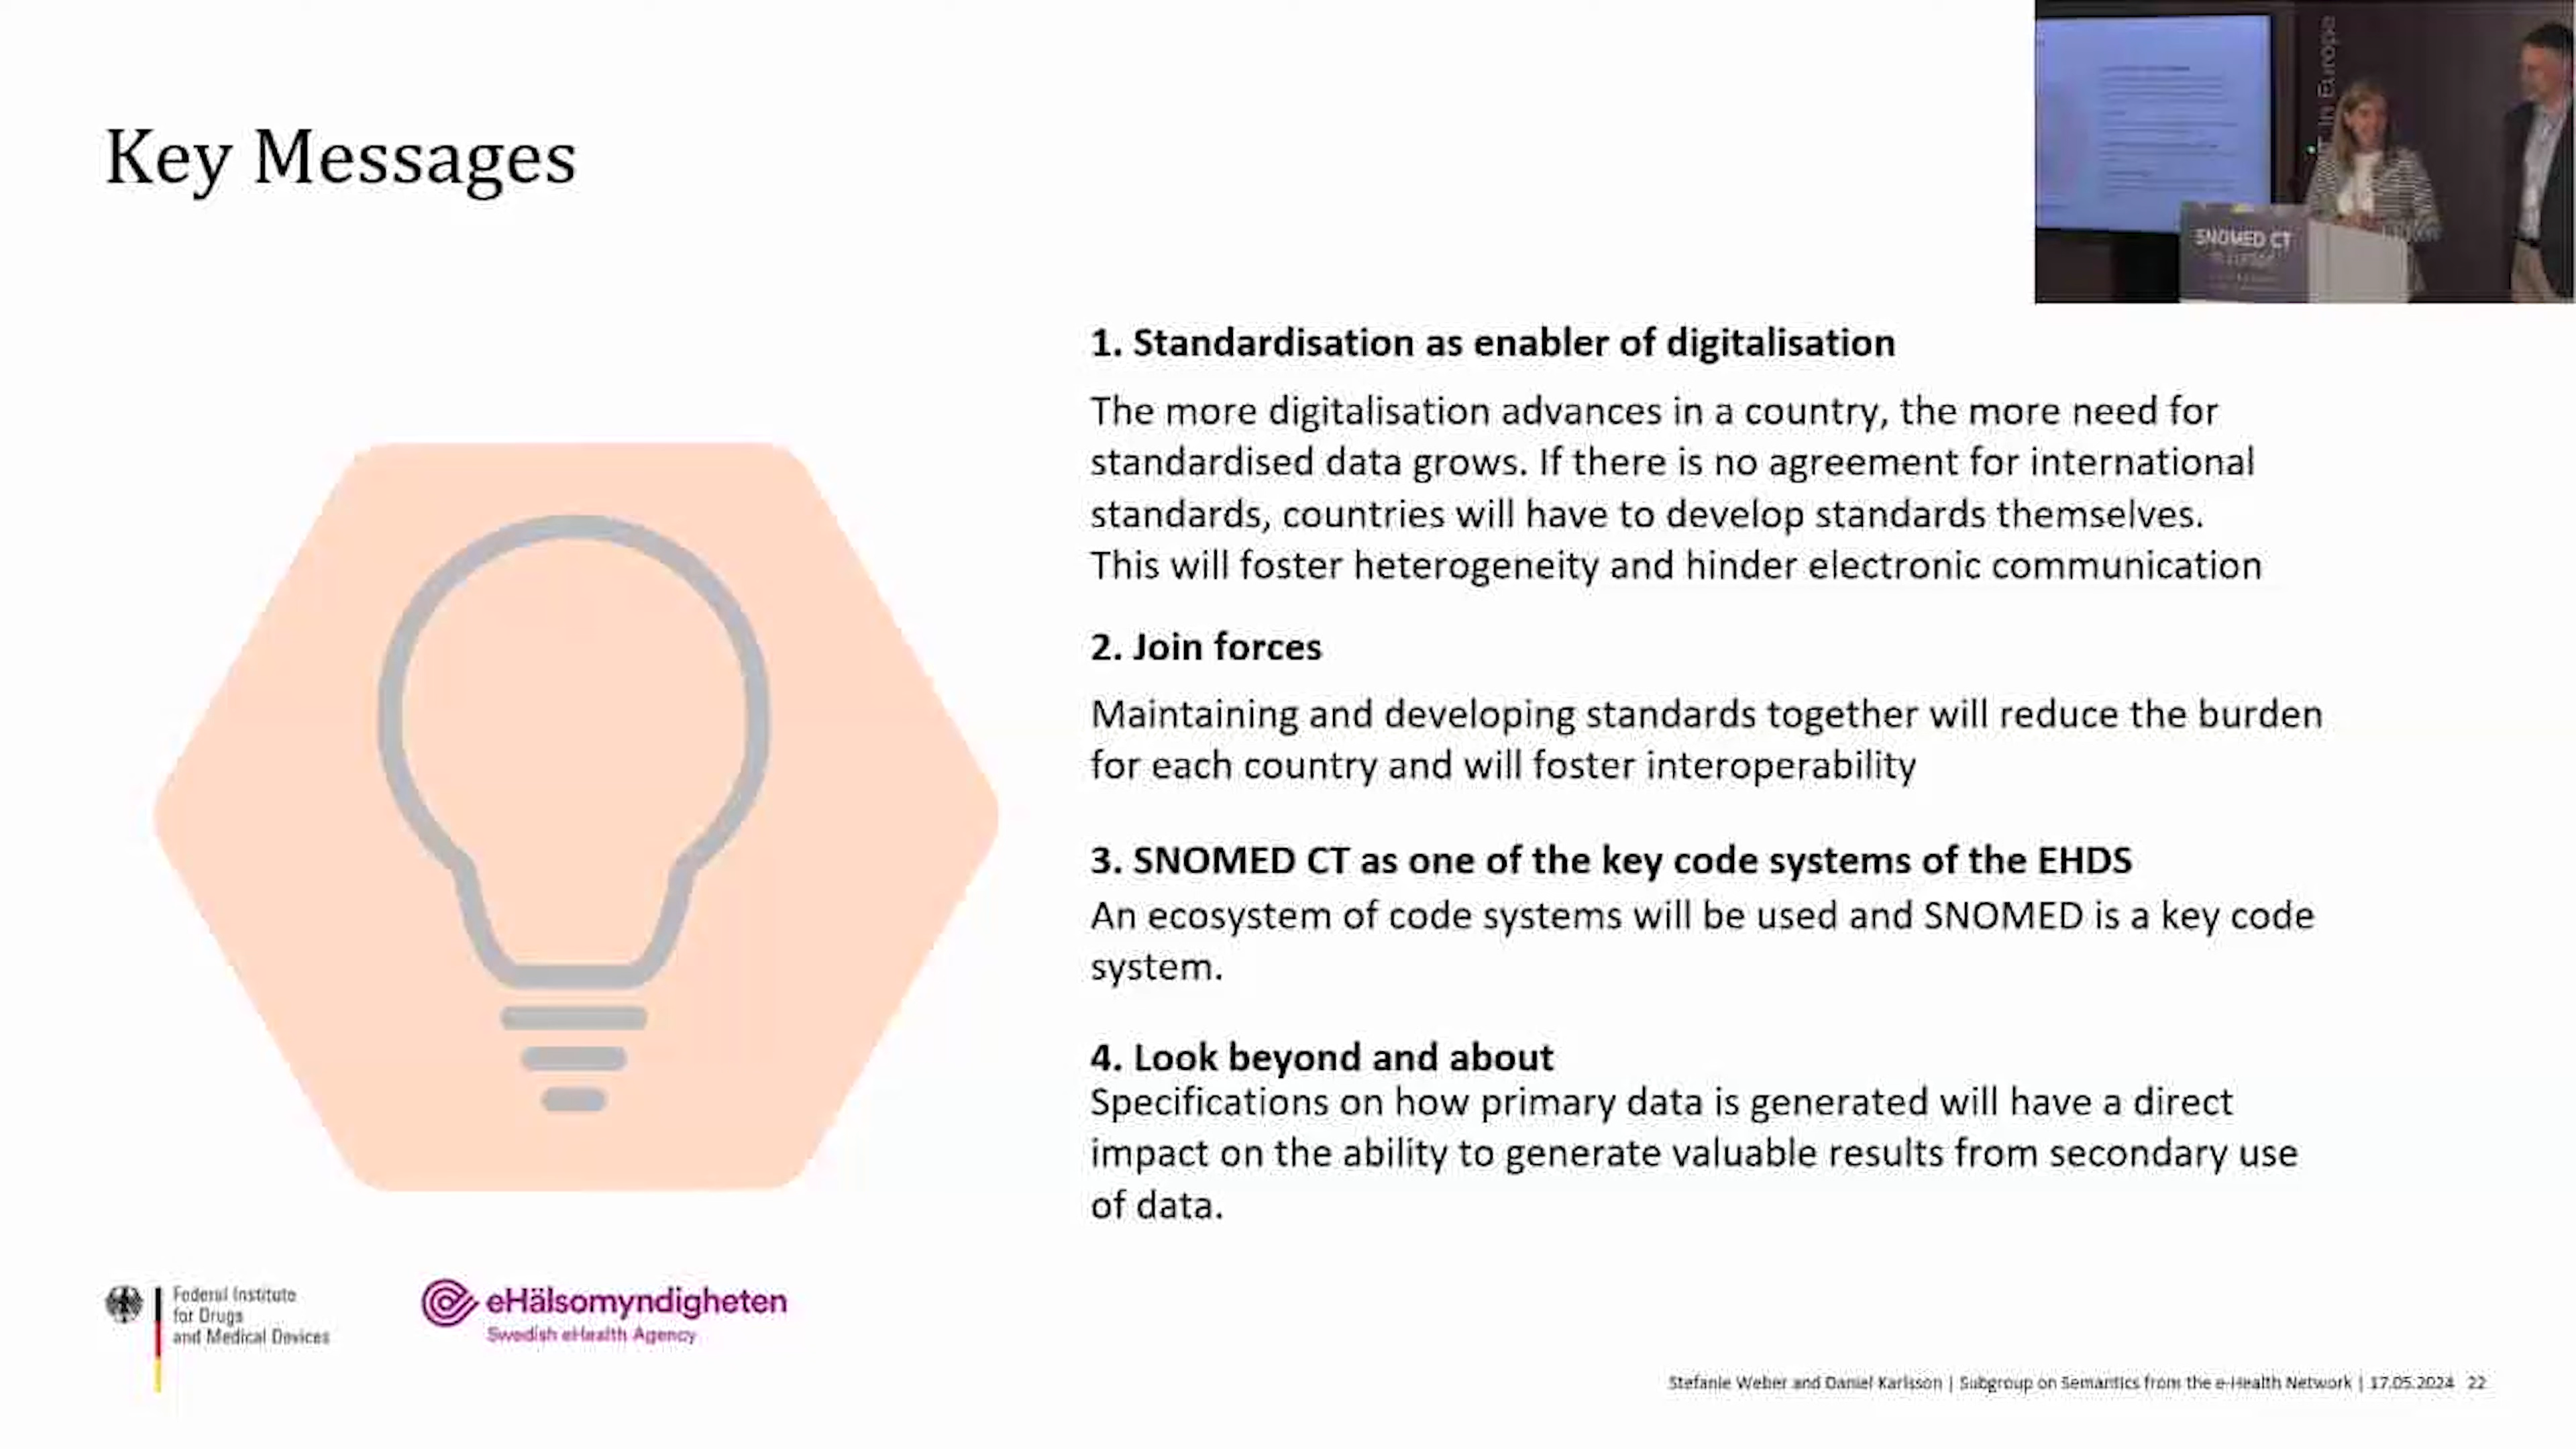 Key Messages
in Europa
SNOMED CT
1. Standardisation as enabler of digitalisation
The more digitalisation advances in a country, the more need for
standardised data grows. If there is no agreement for international
standards, countries will have to develop standards themselves.
This will foster heterogeneity and hinder electronic communication
2. Join forces
Maintaining and developing standards together will reduce the burden
for each country and will foster interoperability
3. SNOMED CT as one of the key code systems of the EHDS
An ecosystem of code systems will be used and SNOMED is a key code
system.
4. Look beyond and about
Specifications on how primary data is generated will have a direct
impact on the ability to generate valuable results from secondary use
of data.
Federal Institute
for Drugs
and Medical Devices
eHälsomyndigheten
Swedish eHealth Agency
Stefanie Weber and Daniel Karlsson | Subgroup on Semantics from the e-Health Network | 17.05.2024 22